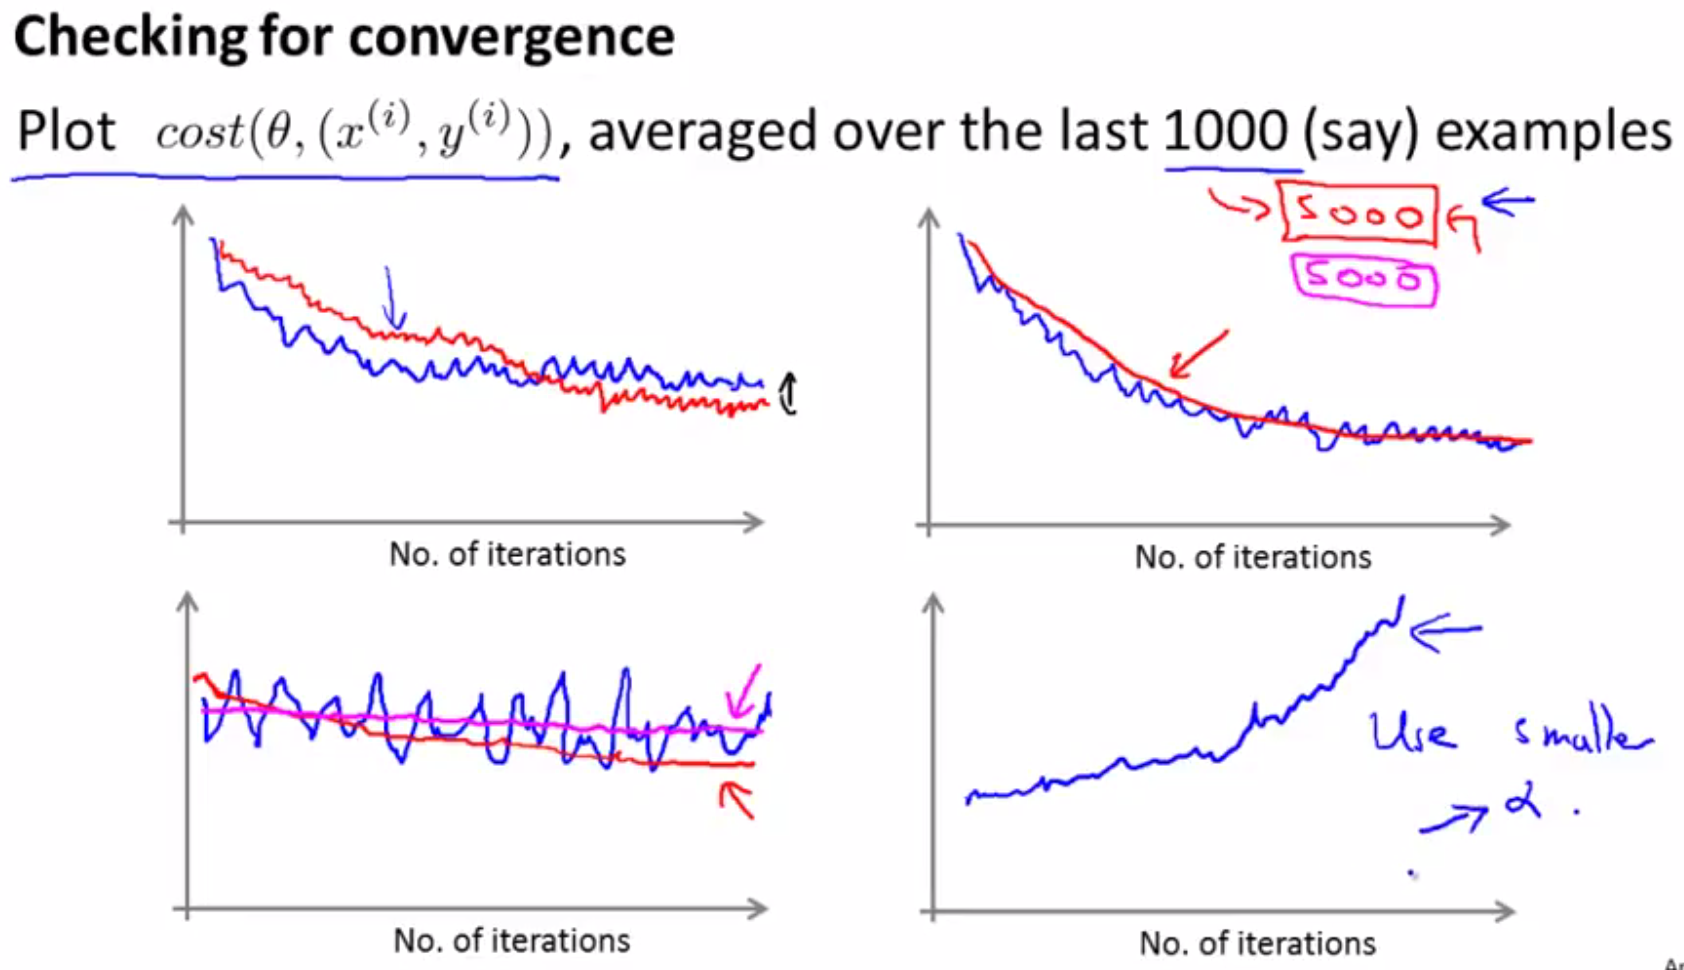 Checking for convergence
Plot cost(θ, (x^(i), y^(i))), averaged over the last 1000 (say) examples
5000
5000
No. of iterations
No. of iterations
Use smaller
α.
No. of iterations
No. of iterations